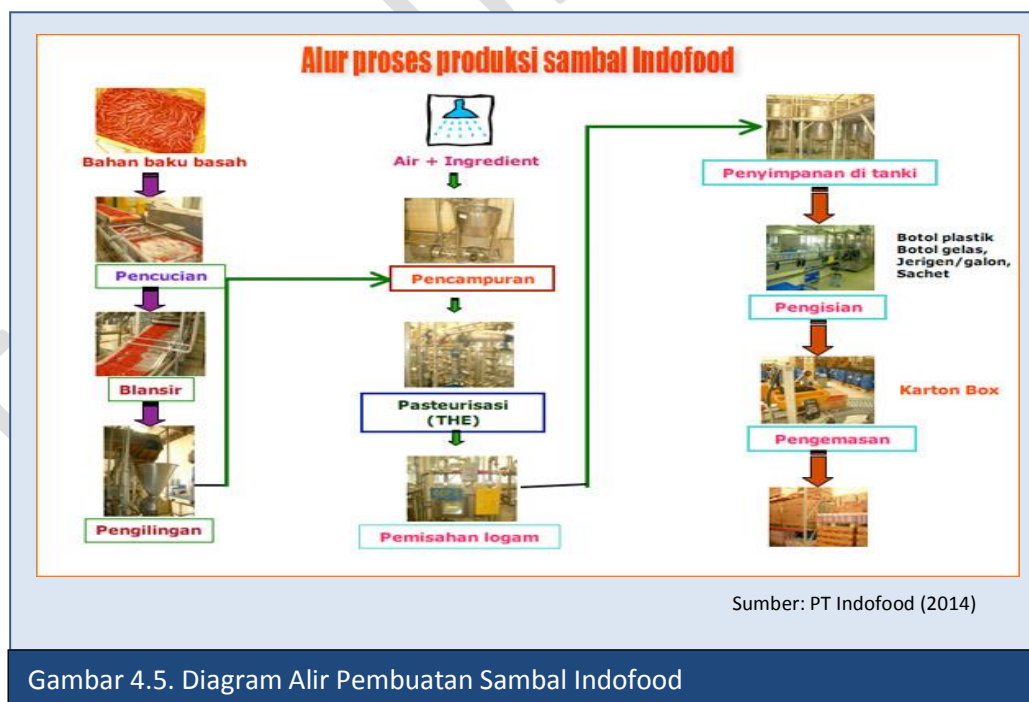 Alur proses produksi sambal Indofood
Bahan baku basah
Pencucian
Blansir
Pengilingan
Air + Ingredient
Pencampuran
Pasteurisasi
(THE)
Pemisahan logam
Penyimpanan di tanki
Botol plastik
Botol gelas,
Jerigen/galon,
Sachet
Pengisian
Karton Box
Pengemasan
Sumber: PT Indofood (2014)
Gambar 4.5. Diagram Alir Pembuatan Sambal Indofood